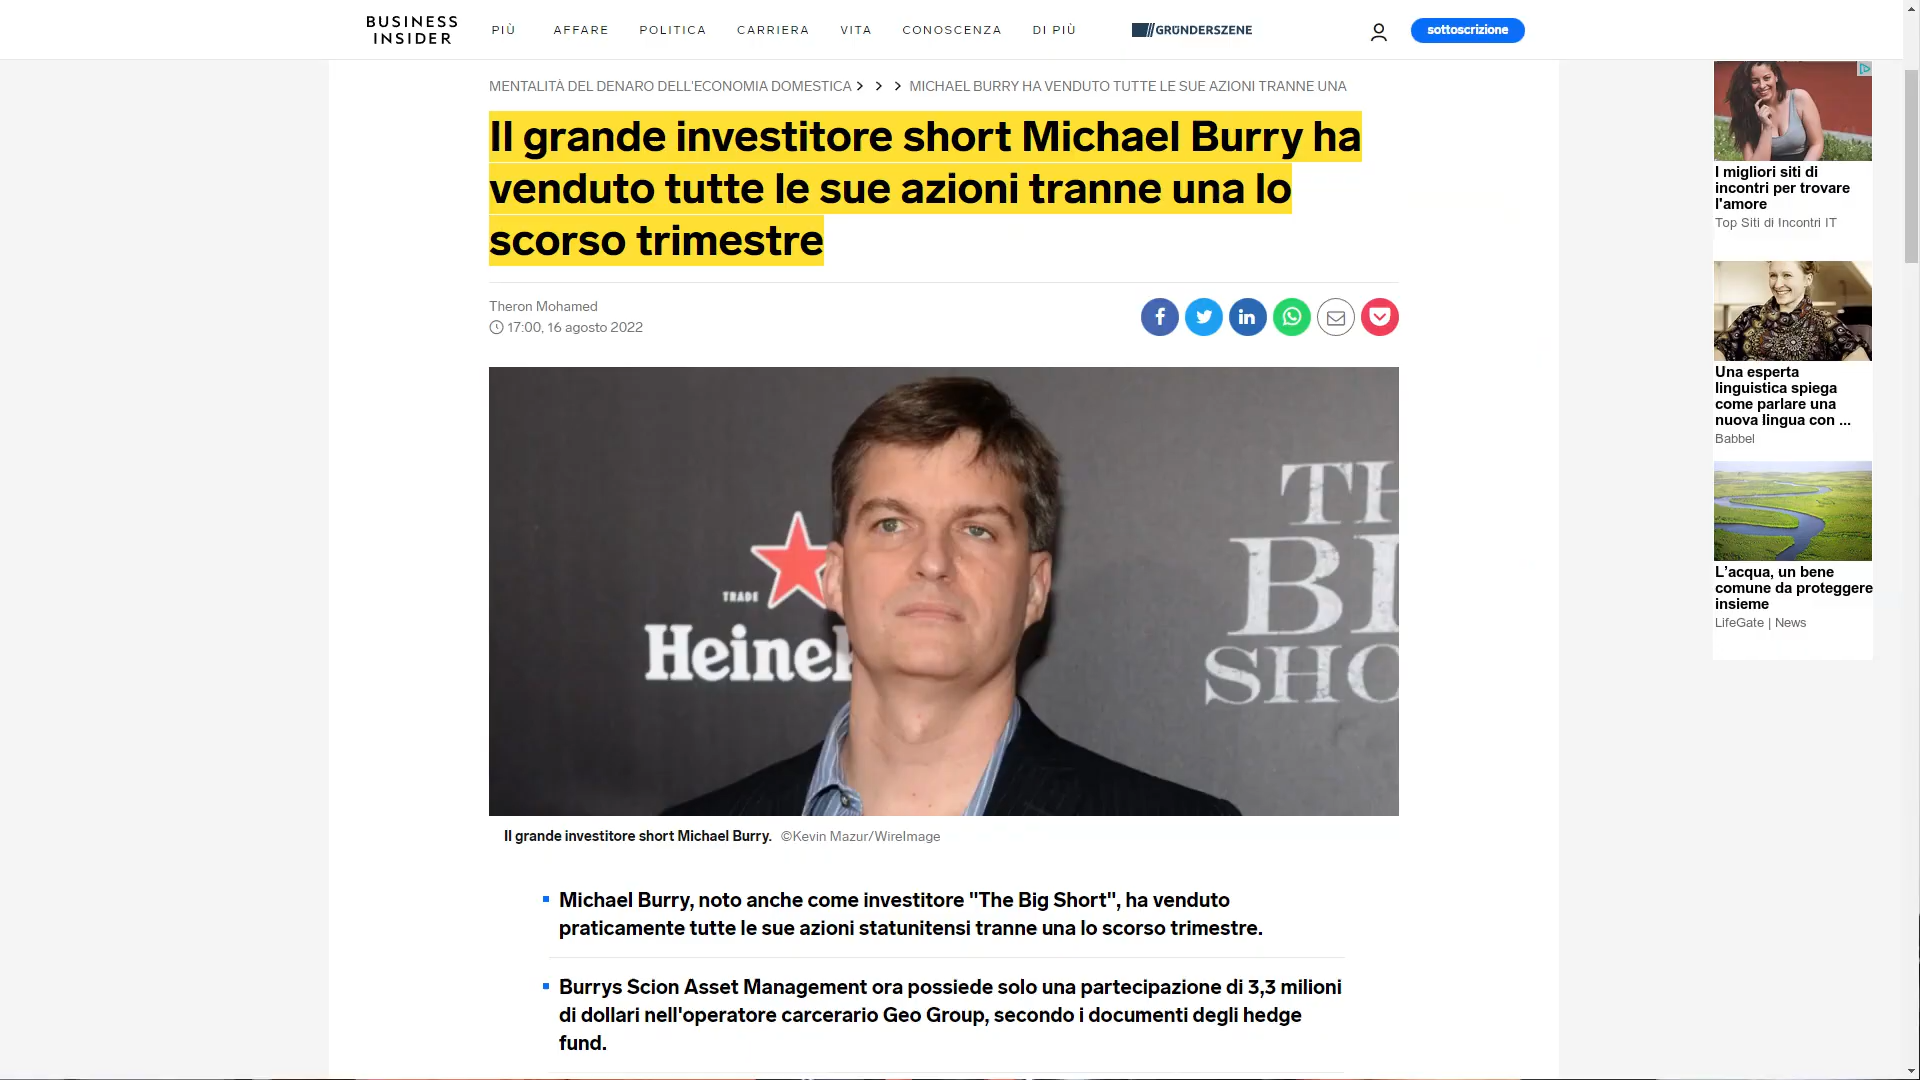 BUSINESS
INSIDER
PIÙ AFFARE POLITICA CARRIERA VITA CONOSCENZA DI PIÙ
GRÜNDERSZENE
sottoscrizione
MENTALITÀ DEL DENARO DELL'ECONOMIA DOMESTICA > > > MICHAEL BURRY HA VENDUTO TUTTE LE SUE AZIONI TRANNE UNA
Il grande investitore short Michael Burry ha
venduto tutte le sue azioni tranne una lo
scorso trimestre
Theron Mohamed
17:00, 16 agosto 2022
TRADE
Heinek
TH
BI
SHO
Il grande investitore short Michael Burry. ©Kevin Mazur/WireImage
Michael Burry, noto anche come investitore "The Big Short", ha venduto
praticamente tutte le sue azioni statunitensi tranne una lo scorso trimestre.
Burrys Scion Asset Management ora possiede solo una partecipazione di 3,3 milioni
di dollari nell'operatore carcerario Geo Group, secondo i documenti degli hedge
fund.
I migliori siti di
incontri per trovare
l'amore
Top Siti di Incontri IT
Una esperta
linguistica spiega
come parlare una
nuova lingua con ...
Babbel
L'acqua, un bene
comune da proteggere
insieme
LifeGate | News